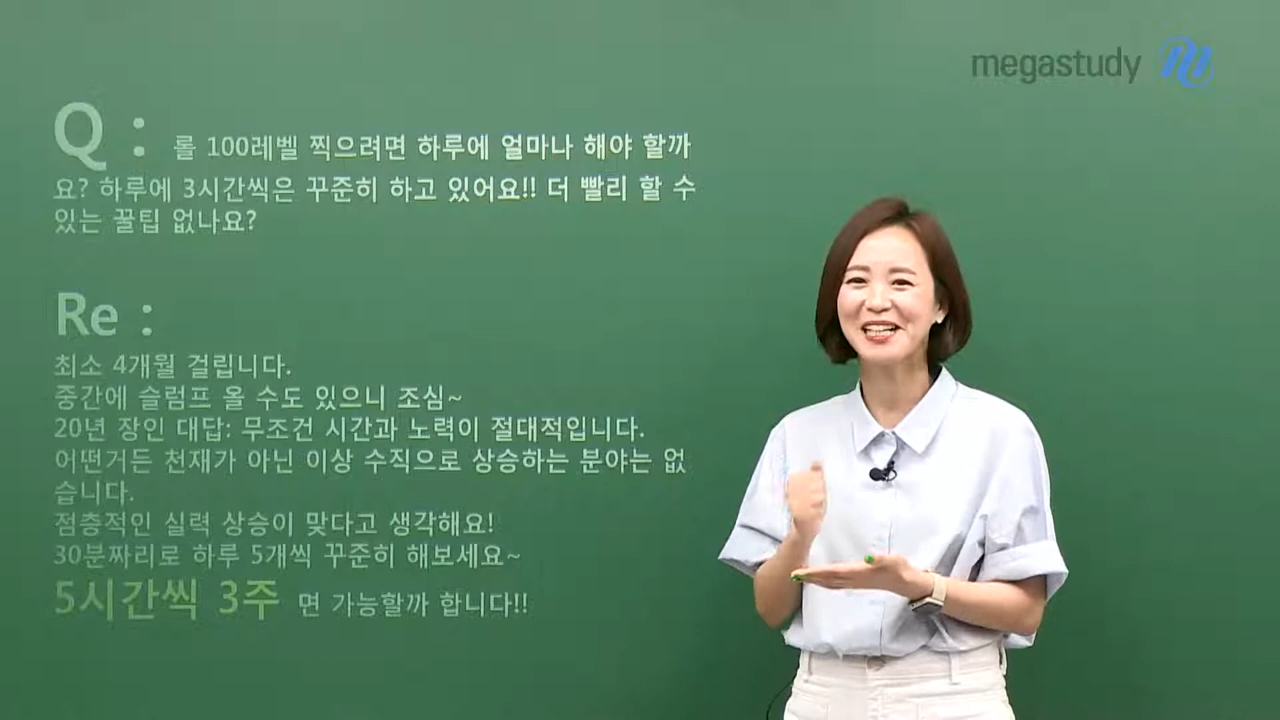 megastudy
Q : 롤 100레벨 찍으려면 하루에 얼마나 해야 할까
요? 하루에 3시간씩은 꾸준히 하고 있어요!! 더 빨리 할 수
있는 꿀팁 없나요?
Re :
최소 4개월 걸립니다.
중간에 슬럼프 올 수도 있으니 조심~
20년 장인 대답: 무조건 시간과 노력이 절대적입니다.
어떤거든 천재가 아닌 이상 수직으로 상승하는 분야는 없
습니다.
점층적인 실력 상승이 맞다고 생각해요!
30분짜리로 하루 5개씩 꾸준히 해보세요~
5시간씩 3주 면 가능할까 합니다!!